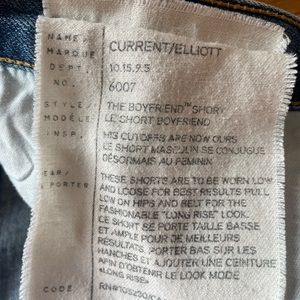 NAME/ CURRENT/ELLIOTT
MARQUE
DEPT. 10.15.9.5
NO. 6007
STYLE/ THE BOYFRIEND™ SHORT
MODÈLE LE SHORT BOYFRIEND
INSP. HIS CUTOFFS ARE NOW OURS
LE SHORT MASCULIN SE CONJUGUE
DÉSORMAIS AU FEMININ
WEAR/ THESE SHORTS ARE TO BE WORN LOW
PORTER AND LOOSE FOR BEST RESULTS PULL
LOW ON HIPS AND BELT FOR THE
FASHIONABLE "LONG RISE" LOOK.
CE SHORT SE PORTE TAILLE BASSE
ET AMPLE POUR DE MEILLEURS
RÉSULTATS PORTER BAS SUR LES
HANCHES ET AJOUTER UNE CEINTURE
AFIN D'OBTENIR LE LOOK MODE
«LONG RISE»
CODE